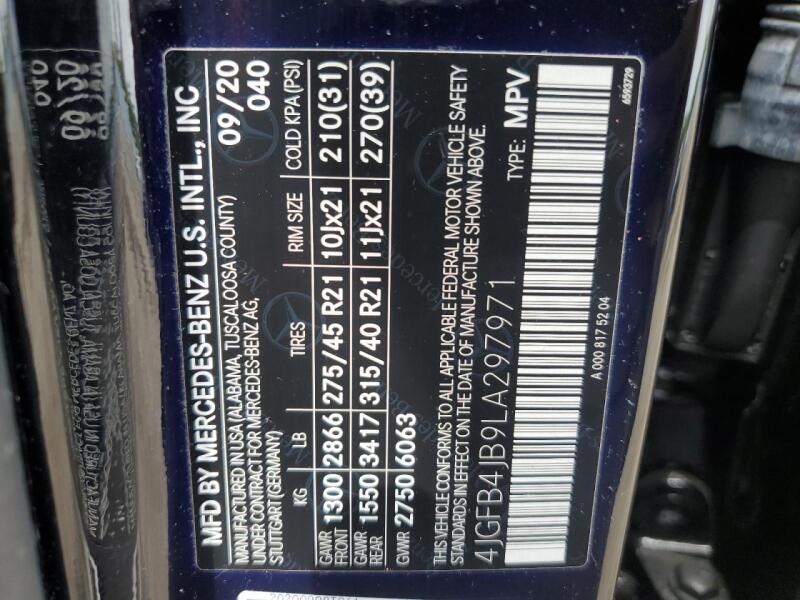 MFD BY MERCEDES-BENZ U.S. INTL., INC 09/20
MANUFACTURED IN USA (ALABAMA, TUSCALOOSA COUNTY) 040
UNDER CONTRACT FOR MERCEDES-BENZ AG,
STUTTGART (GERMANY)
KG LB TIRES RIM SIZE COLD KPA (PSI)
GAWR FRONT 1300 2866 275/45 R21 10Jx21 210(31)
GAWR REAR 1550 3417 315/40 R21 11Jx21 270(39)
GWR 2750 6063
THIS VEHICLE CONFORMS TO ALL APPLICABLE FEDERAL MOTOR VEHICLE SAFETY
STANDARDS IN EFFECT ON THE DATE OF MANUFACTURE SHOWN ABOVE.
4JGFB4JB9LA297971 TYPE: MPV
A 000 817 52 04
6593729